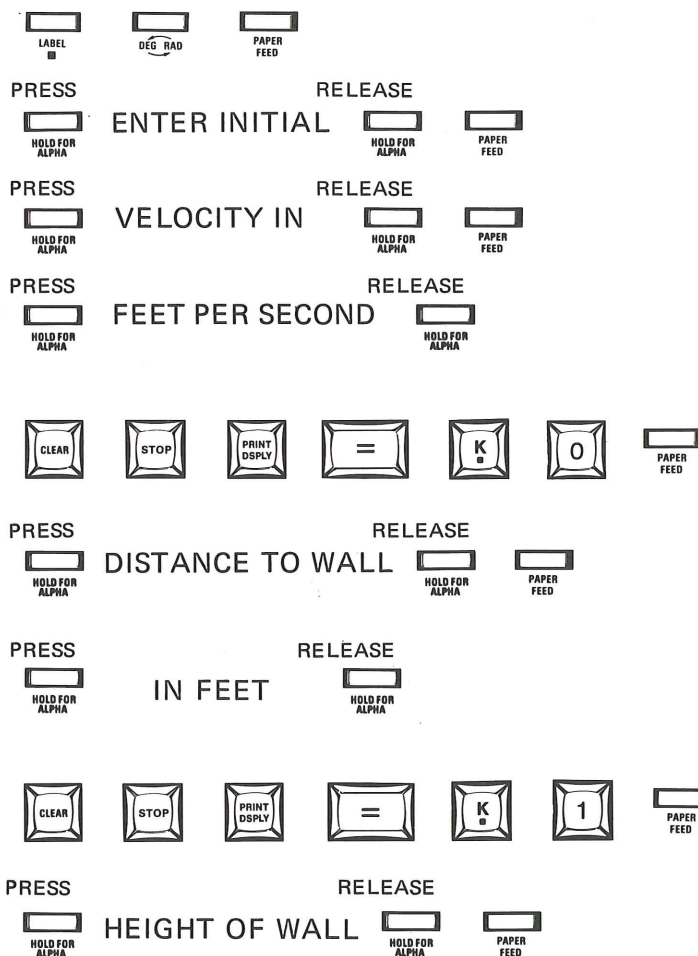 LABEL DEG RAD PAPER FEED
PRESS RELEASE
HOLD FOR ALPHA ENTER INITIAL HOLD FOR ALPHA PAPER FEED
PRESS RELEASE
HOLD FOR ALPHA VELOCITY IN HOLD FOR ALPHA PAPER FEED
PRESS RELEASE
HOLD FOR ALPHA FEET PER SECOND HOLD FOR ALPHA
CLEAR STOP PRINT DSPLY = K 0 PAPER FEED
PRESS RELEASE
HOLD FOR ALPHA DISTANCE TO WALL HOLD FOR ALPHA PAPER FEED
PRESS RELEASE
HOLD FOR ALPHA IN FEET HOLD FOR ALPHA
CLEAR STOP PRINT DSPLY = K 1 PAPER FEED
PRESS RELEASE
HOLD FOR ALPHA HEIGHT OF WALL HOLD FOR ALPHA PAPER FEED